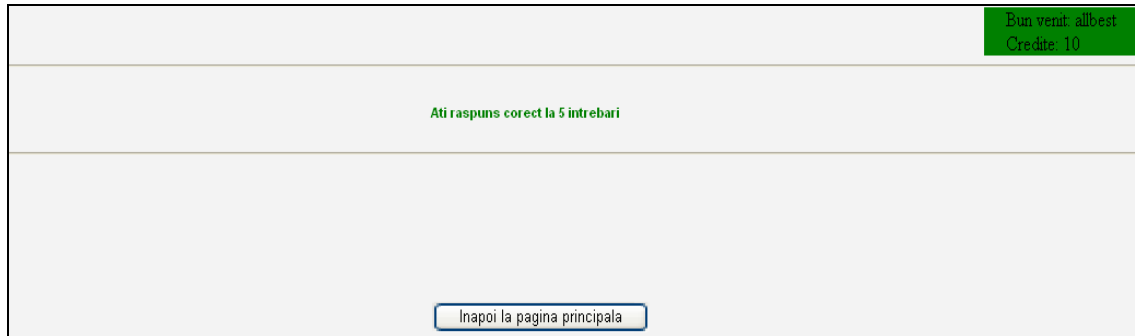 Bun venit: allbest
Credite: 10
Ati raspuns corect la 5 intrebari
Inapoi la pagina principala